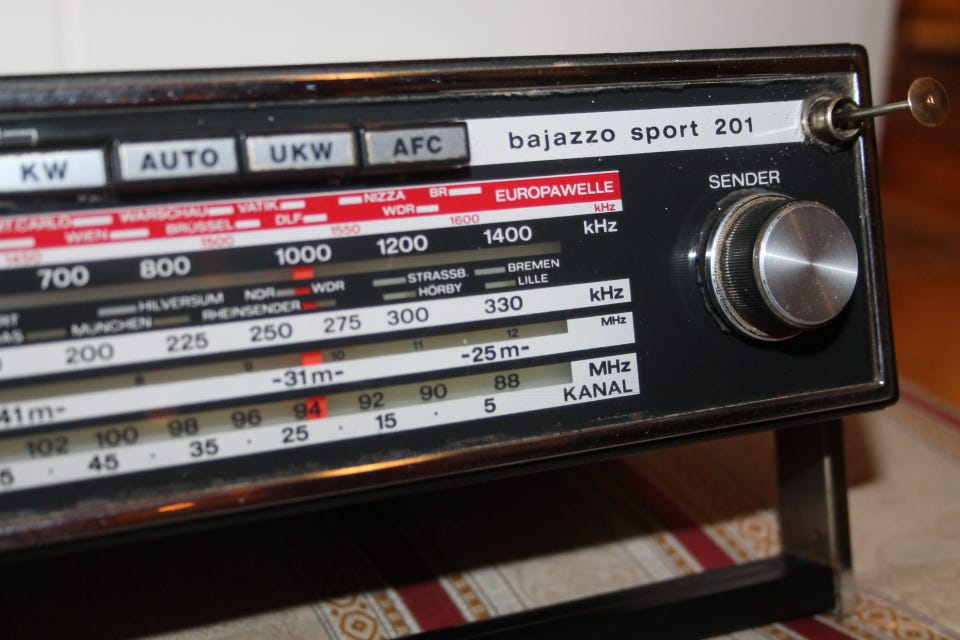 KW AUTO UKW AFC bajazzo sport 201
SENDER
NIZZA BR EUROPAWELLE
T.CARLO WARSCHAU VATIK. DLF WDR kHz
WIEN BRÜSSEL 1600
1450 1500 1550
700 800 1000 1200 1400 kHz
NDR WDR STRASSB. BREMEN
HILVERSUM RHEINSENDER HÖRBY LILLE
MÜNCHEN
200 225 250 275 300 330 kHz
10 11 12 MHz
-41m- -31m- -25m-
102 100 98 96 94 92 90 88 MHz
5 45 35 25 15 5 KANAL